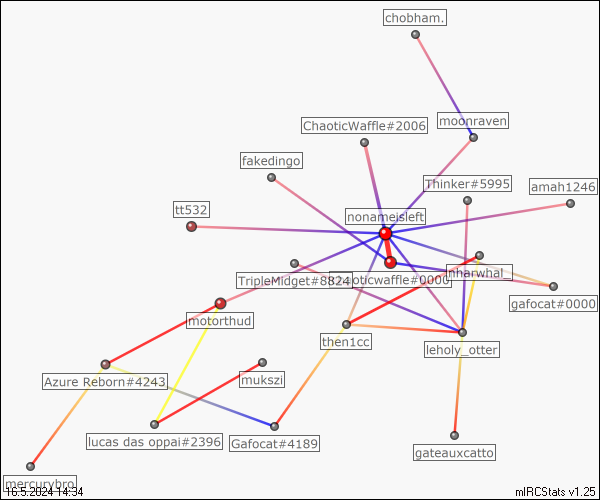 chobham.
moonraven
ChaoticWaffle#2006
fakedingo
Thinker#5995
amah1246
tt532
nonameisleft
TripleMidget#8824
chaoticwaffle#0000
nnarwhal_
gafocat#0000
motorthud
then1cc
leholy_otter
Azure Reborn#4243
mukszi
lucas das oppai#2396
Gafocat#4189
gateauxcatto
mercurybro
16.5.2024 14:34
mIRCStats v1.25